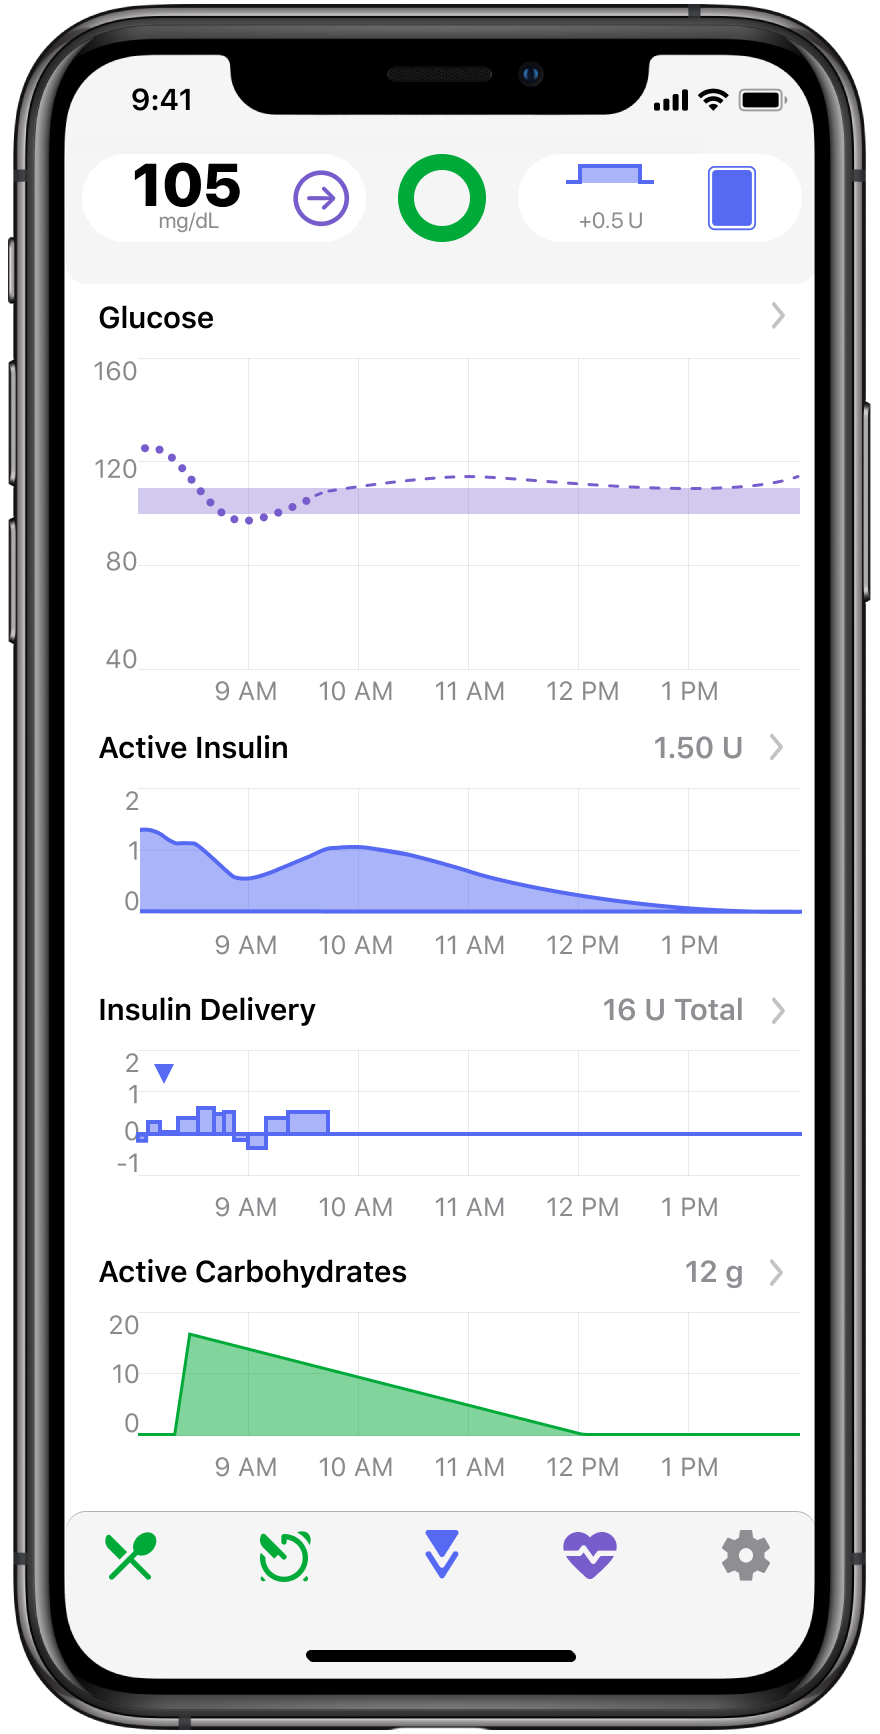 9:41
105
mg/dL
+0.5 U
Glucose
160
120
80
40
9 AM 10 AM 11 AM 12 PM 1 PM
Active Insulin 1.50 U
2
1
0
9 AM 10 AM 11 AM 12 PM 1 PM
Insulin Delivery 16 U Total
2
1
0
-1
9 AM 10 AM 11 AM 12 PM 1 PM
Active Carbohydrates 12 g
20
10
0
9 AM 10 AM 11 AM 12 PM 1 PM